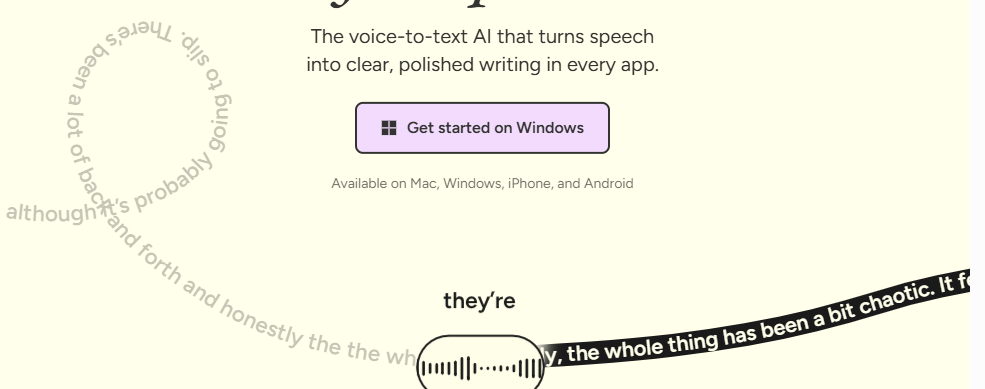 The voice-to-text AI that turns speech
into clear, polished writing in every app.
Get started on Windows
Available on Mac, Windows, iPhone, and Android
although it's probably going to slip. There's been a lot of back and forth and honestly the the wh
they're
the whole thing has been a bit chaotic. It